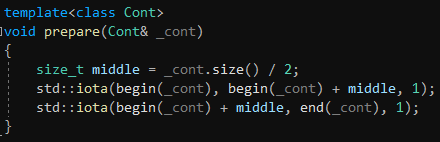 template<class Cont>
void prepare(Cont& _cont)
{
size_t middle = _cont.size() / 2;
std::iota(begin(_cont), begin(_cont) + middle, 1);
std::iota(begin(_cont) + middle, end(_cont), 1);
}